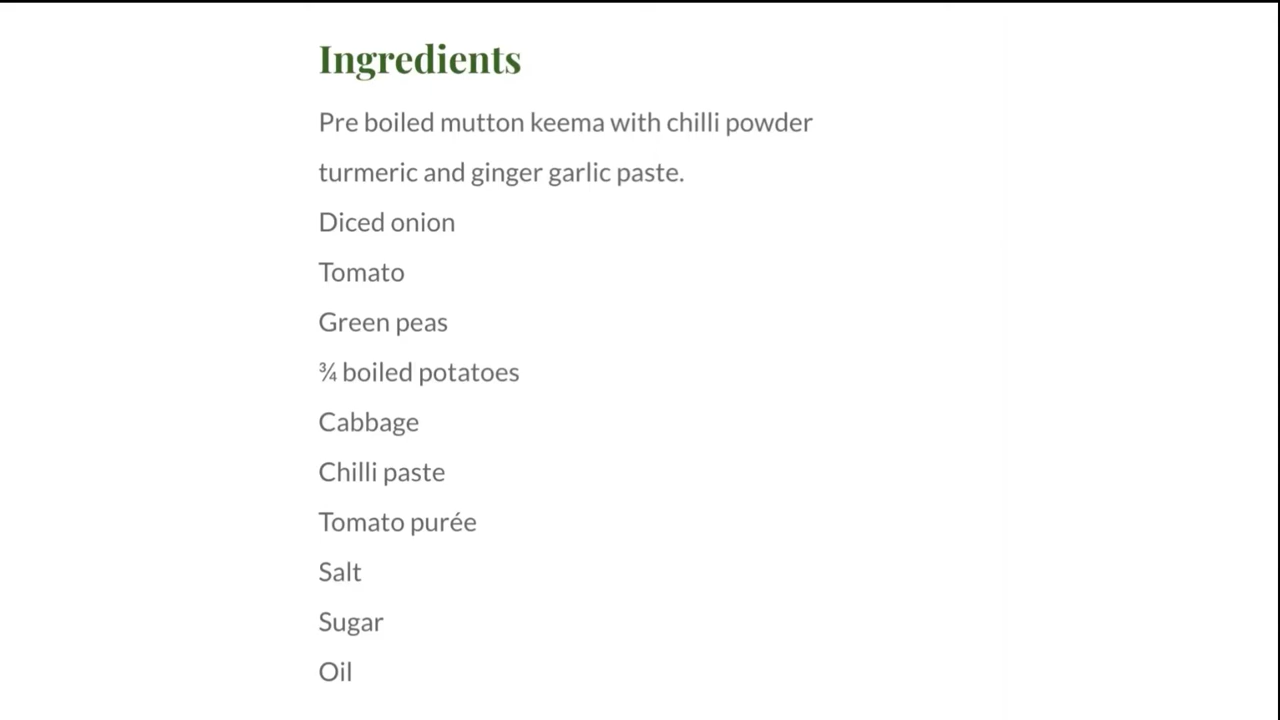 Ingredients
Pre boiled mutton keema with chilli powder
turmeric and ginger garlic paste.
Diced onion
Tomato
Green peas
¾ boiled potatoes
Cabbage
Chilli paste
Tomato purée
Salt
Sugar
Oil